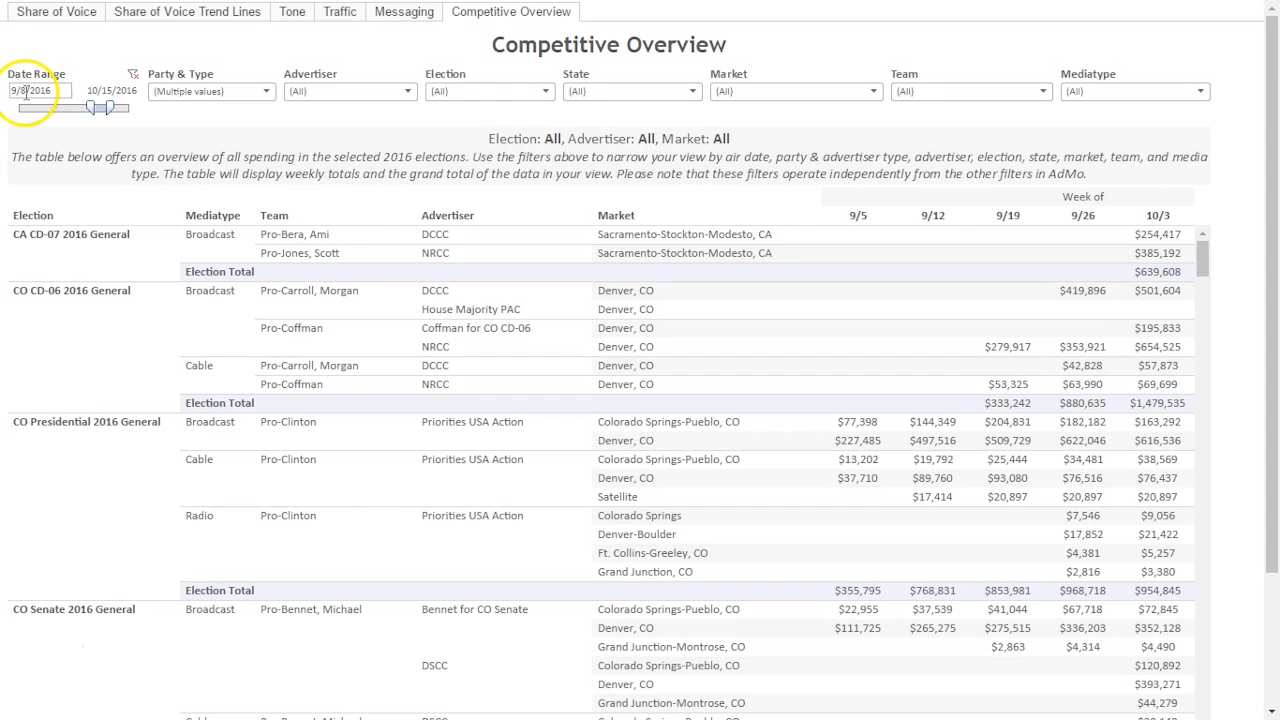 Share of Voice Share of Voice Trend Lines Tone Traffic Messaging Competitive Overview
Competitive Overview
Date Range Party & Type Advertiser Election State Market Team Mediatype
9/8/2016 10/15/2016 (Multiple values) (All) (All) (All) (All) (All) (All)
Election: All, Advertiser: All, Market: All
The table below offers an overview of all spending in the selected 2016 elections. Use the filters above to narrow your view by air date, party & advertiser type, advertiser, election, state, market, team, and media
type. The table will display weekly totals and the grand total of the data in your view. Please note that these filters operate independently from the other filters in AdMo.
Week of
Election Mediatype Team Advertiser Market 9/5 9/12 9/19 9/26 10/3
CA CD-07 2016 General Broadcast Pro-Bera, Ami DCCC Sacramento-Stockton-Modesto, CA $254,417
Pro-Jones, Scott NRCC Sacramento-Stockton-Modesto, CA $385,192
Election Total $639,608
CO CD-06 2016 General Broadcast Pro-Carroll, Morgan DCCC Denver, CO $419,896 $501,604
House Majority PAC Denver, CO
Pro-Coffman Coffman for CO CD-06 Denver, CO $195,833
NRCC Denver, CO $279,917 $353,921 $654,525
Cable Pro-Carroll, Morgan DCCC Denver, CO $42,828 $57,873
Pro-Coffman NRCC Denver, CO $53,325 $63,990 $69,699
Election Total $333,242 $880,635 $1,479,535
CO Presidential 2016 General Broadcast Pro-Clinton Priorities USA Action Colorado Springs-Pueblo, CO $77,398 $144,349 $204,831 $182,182 $163,292
Denver, CO $227,485 $497,516 $509,729 $622,046 $616,536
Cable Pro-Clinton Priorities USA Action Colorado Springs-Pueblo, CO $13,202 $19,792 $25,444 $34,481 $38,569
Denver, CO $37,710 $89,760 $93,080 $76,516 $76,437
Satellite $17,414 $20,897 $20,897 $20,897
Radio Pro-Clinton Priorities USA Action Colorado Springs $7,546 $9,056
Denver-Boulder $17,852 $21,422
Ft. Collins-Greeley, CO $4,381 $5,257
Grand Junction, CO $2,816 $3,380
Election Total $355,795 $768,831 $853,981 $968,718 $954,845
CO Senate 2016 General Broadcast Pro-Bennet, Michael Bennet for CO Senate Colorado Springs-Pueblo, CO $22,955 $37,539 $41,044 $67,718 $72,845
Denver, CO $111,725 $265,275 $275,515 $336,203 $352,128
Grand Junction-Montrose, CO $2,863 $4,314 $4,490
DSCC Colorado Springs-Pueblo, CO $120,892
Denver, CO $393,271
Grand Junction-Montrose, CO $44,279